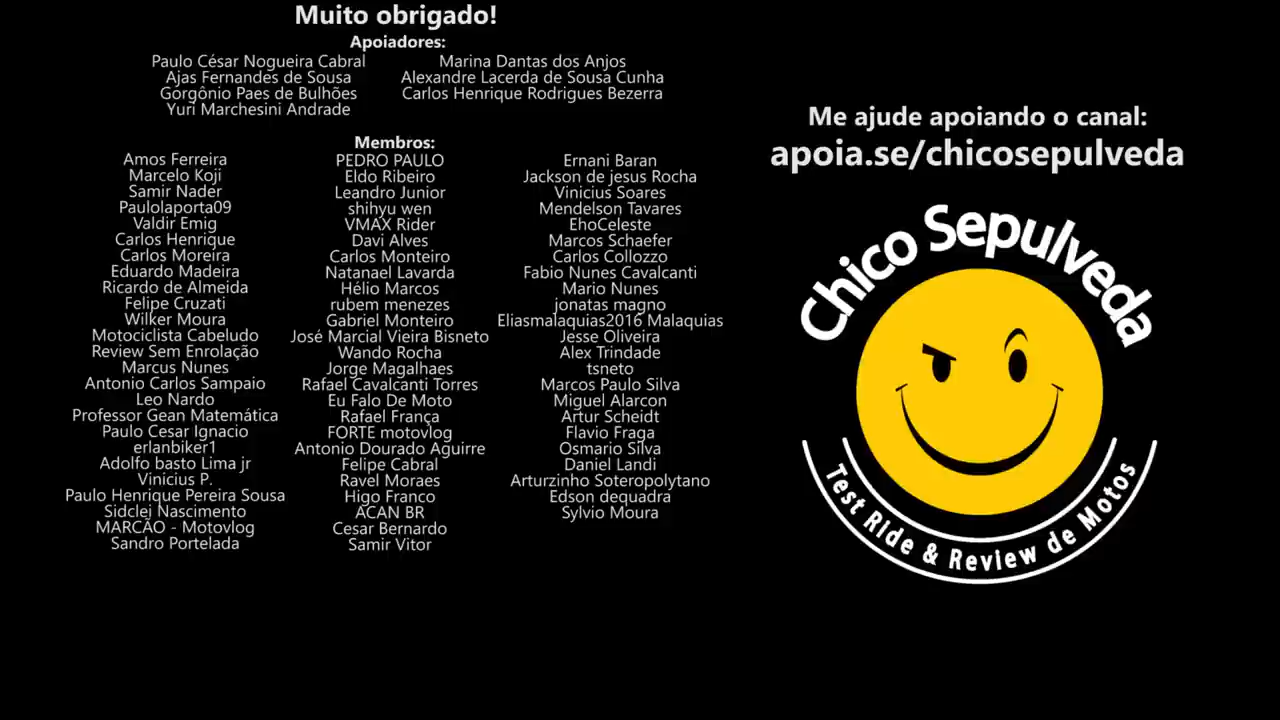 Muito obrigado!
Apoiadores:
Paulo César Nogueira Cabral
Ajas Fernandes de Sousa
Gorgônio Paes de Bulhões
Yuri Marchesini Andrade
Marina Dantas dos Anjos
Alexandre Lacerda de Sousa Cunha
Carlos Henrique Rodrigues Bezerra
Membros:
Amos Ferreira
Marcelo Koji
Samir Nader
Paulolaporta09
Valdir Emig
Carlos Henrique
Carlos Moreira
Eduardo Madeira
Ricardo de Almeida
Felipe Cruzati
Wilker Moura
Motociclista Cabeludo
Review Sem Enrolação
Marcus Nunes
Antonio Carlos Sampaio
Leo Nardo
Professor Gean Matemática
Paulo Cesar Ignacio
erlanbiker1
Adolfo basto Lima jr
Vinicius P.
Paulo Henrique Pereira Sousa
Sidclei Nascimento
MARCÃO - Motovlog
Sandro Portelada
PEDRO PAULO
Eldo Ribeiro
Leandro Junior
shihyu wen
VMAX Rider
Davi Alves
Carlos Monteiro
Natanael Lavarda
Hélio Marcos
rubem menezes
Gabriel Monteiro
José Marcial Vieira Bisneto
Wando Rocha
Jorge Magalhaes
Rafael Cavalcanti Torres
Eu Falo De Moto
Rafael França
FORTE motovlog
Antonio Dourado Aguirre
Felipe Cabral
Ravel Moraes
Higo Franco
ACAN BR
Cesar Bernardo
Samir Vitor
Ernani Baran
Jackson de jesus Rocha
Vinicius Soares
Mendelson Tavares
EhoCeleste
Marcos Schaefer
Carlos Collozzo
Fabio Nunes Cavalcanti
Mario Nunes
jonatas magno
Eliasmalaquias2016 Malaquias
Jesse Oliveira
Alex Trindade
tsneto
Marcos Paulo Silva
Miguel Alarcon
Artur Scheidt
Flavio Fraga
Osmario Silva
Daniel Landi
Arturzinho Soteropolytano
Edson dequadra
Sylvio Moura
Me ajude apoiando o canal:
apoia.se/chicosepulveda
Chico Sepulveda
Test Ride & Review de Motos